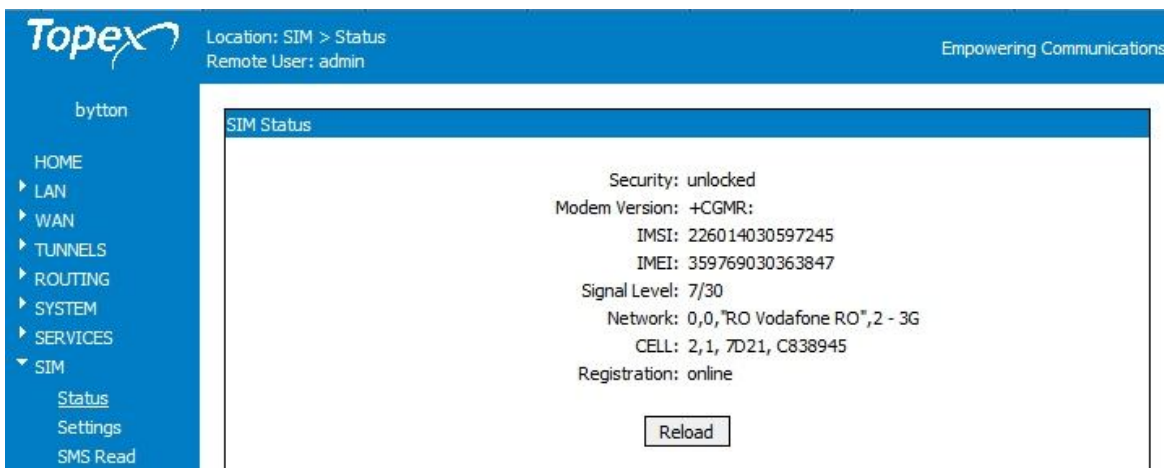 Topex
Location: SIM > Status
Remote User: admin
Empowering Communications
bytton
HOME
LAN
WAN
TUNNELS
ROUTING
SYSTEM
SERVICES
SIM
Status
Settings
SMS Read
SIM Status
Security: unlocked
Modem Version: +CGMR:
IMSI: 226014030597245
IMEI: 359769030363847
Signal Level: 7/30
Network: 0,0,"RO Vodafone RO",2 - 3G
CELL: 2,1, 7D21, C838945
Registration: online
Reload